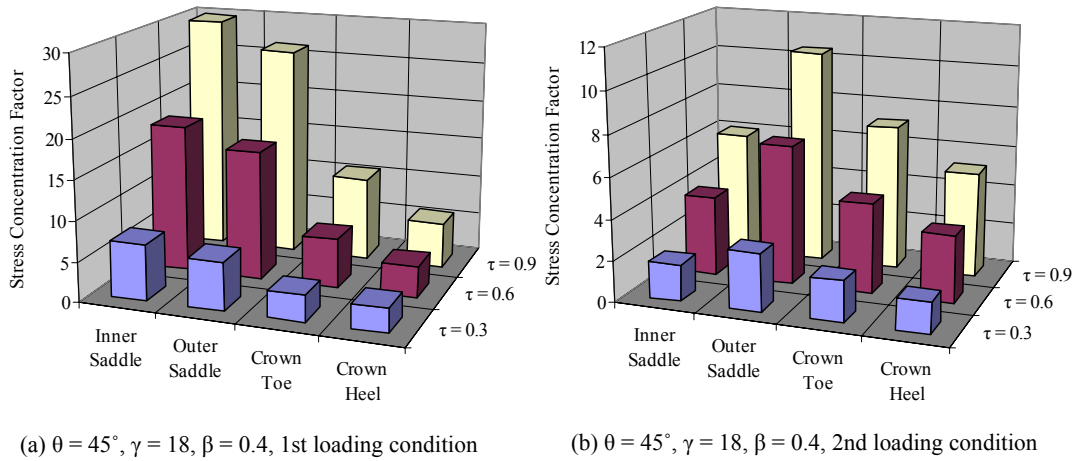 Stress Concentration Factor
30
25
20
15
10
5
0
Inner
Saddle
Outer
Saddle
Crown
Toe
Crown
Heel
τ = 0.9
τ = 0.6
τ = 0.3
(a) θ = 45˚, γ = 18, β = 0.4, 1st loading condition
Stress Concentration Factor
12
10
8
6
4
2
0
Inner
Saddle
Outer
Saddle
Crown
Toe
Crown
Heel
τ = 0.9
τ = 0.6
τ = 0.3
(b) θ = 45˚, γ = 18, β = 0.4, 2nd loading condition